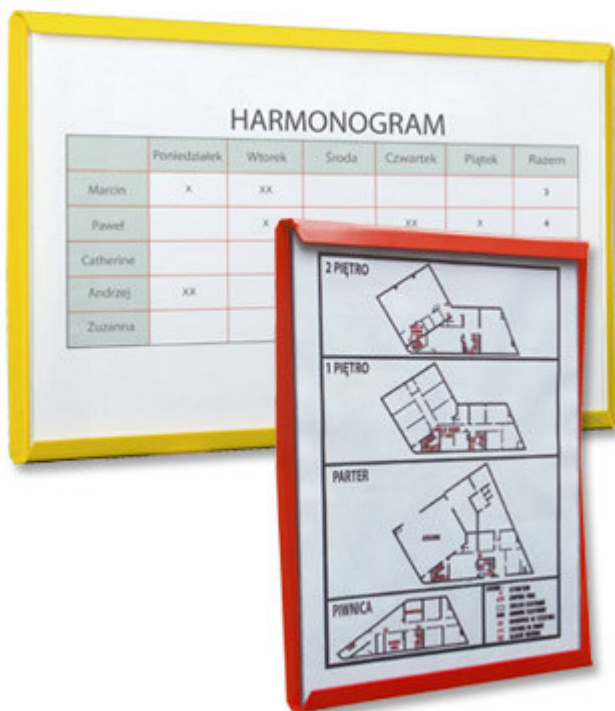 HARMONOGRAM
Poniedziałek Wtorek Środa Czwartek Piątek Razem
Marcin X XX 3
Paweł X XX X 4
Catherine
Andrzej XX
Zuzanna
2 PIĘTRO
1 PIĘTRO
PARTER
PIWNICA